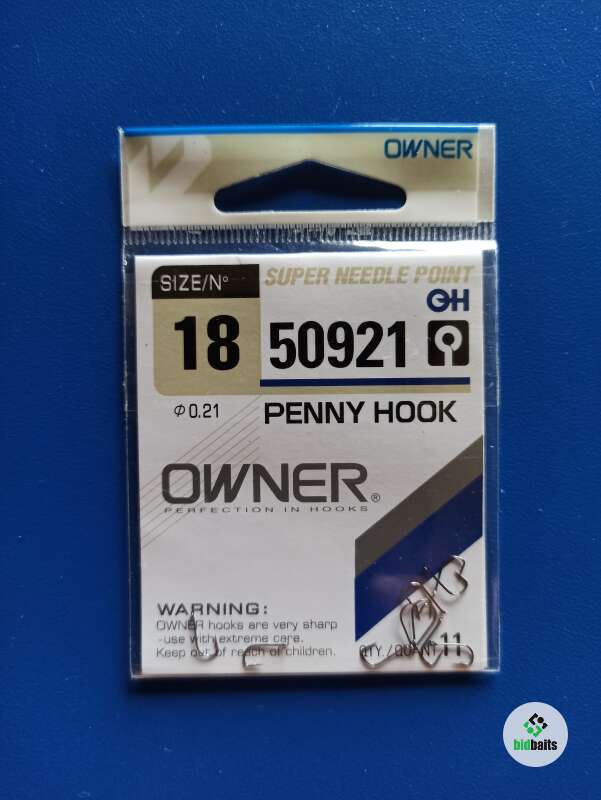 OWNER
SIZE/N°
SUPER NEEDLE POINT
OH
18
50921
Φ 0.21
PENNY HOOK
OWNER®
PERFECTION IN HOOKS
WARNING:
OWNER hooks are very sharp
-use with extreme care.
Keep out of reach of children.
QTY./QUANT. 11
bidbaits